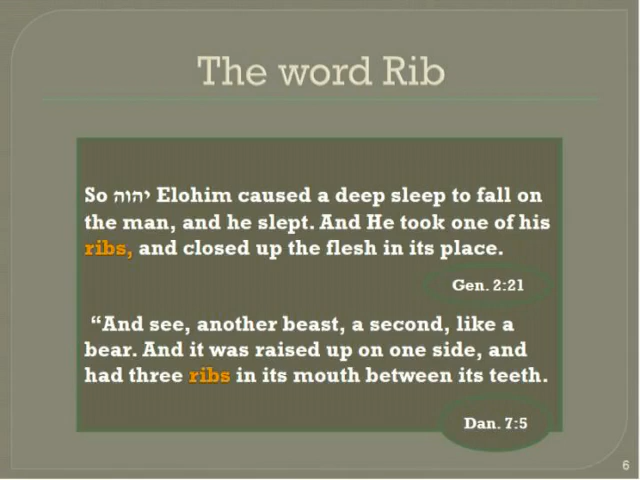 The word Rib
So יהוה Elohim caused a deep sleep to fall on
the man, and he slept. And He took one of his
ribs, and closed up the flesh in its place.
Gen. 2:21
“And see, another beast, a second, like a
bear. And it was raised up on one side, and
had three ribs in its mouth between its teeth.
Dan. 7:5
6